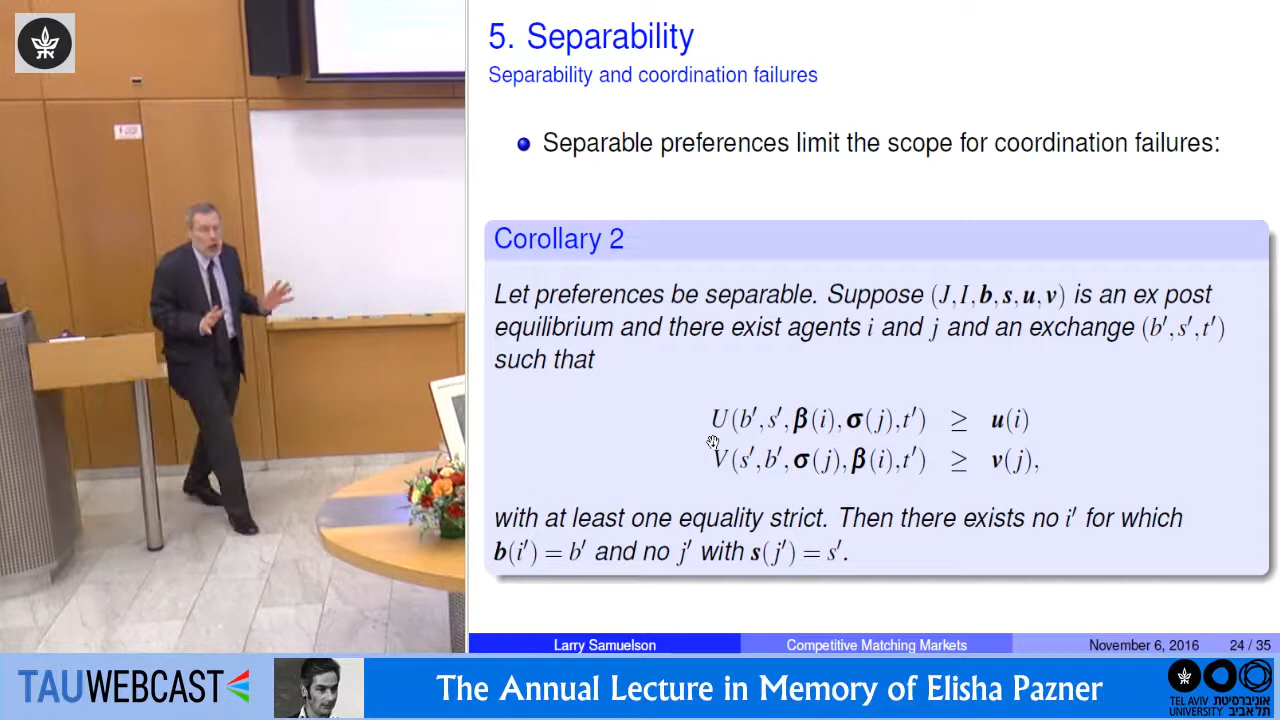 5. Separability
Separability and coordination failures
Separable preferences limit the scope for coordination failures:
Corollary 2
Let preferences be separable. Suppose (J, I, b, s, u, v) is an ex post
equilibrium and there exist agents i and j and an exchange (b′, s′, t′)
such that
U(b′, s′, β(i), σ(j), t′) ≥ u(i)
V(s′, b′, σ(j), β(i), t′) ≥ v(j),
with at least one equality strict. Then there exists no i′ for which
b(i′) = b′ and no j′ with s(j′) = s′.
Larry Samuelson Competitive Matching Markets November 6, 2016 24 / 35
TAUWEBCAST
The Annual Lecture in Memory of Elisha Pazner
TEL AVIV אוניברסיטת
UNIVERSITY תל אביב